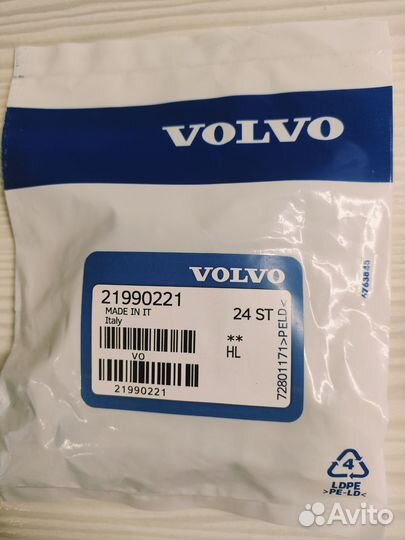 VOLVO
4763848
VOLVO
21990221
MADE IN IT
Italy
24 ST
**
HL
VO
21990221
72801171>PELD<
4
LDPE
>PE-LD<
Avito